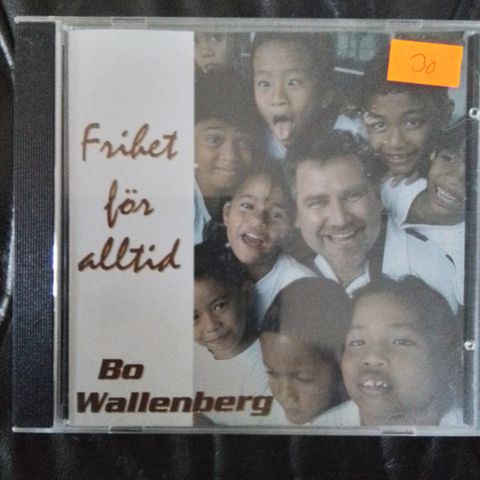 30
Frihet
för
alltid
Bo
Wallenberg